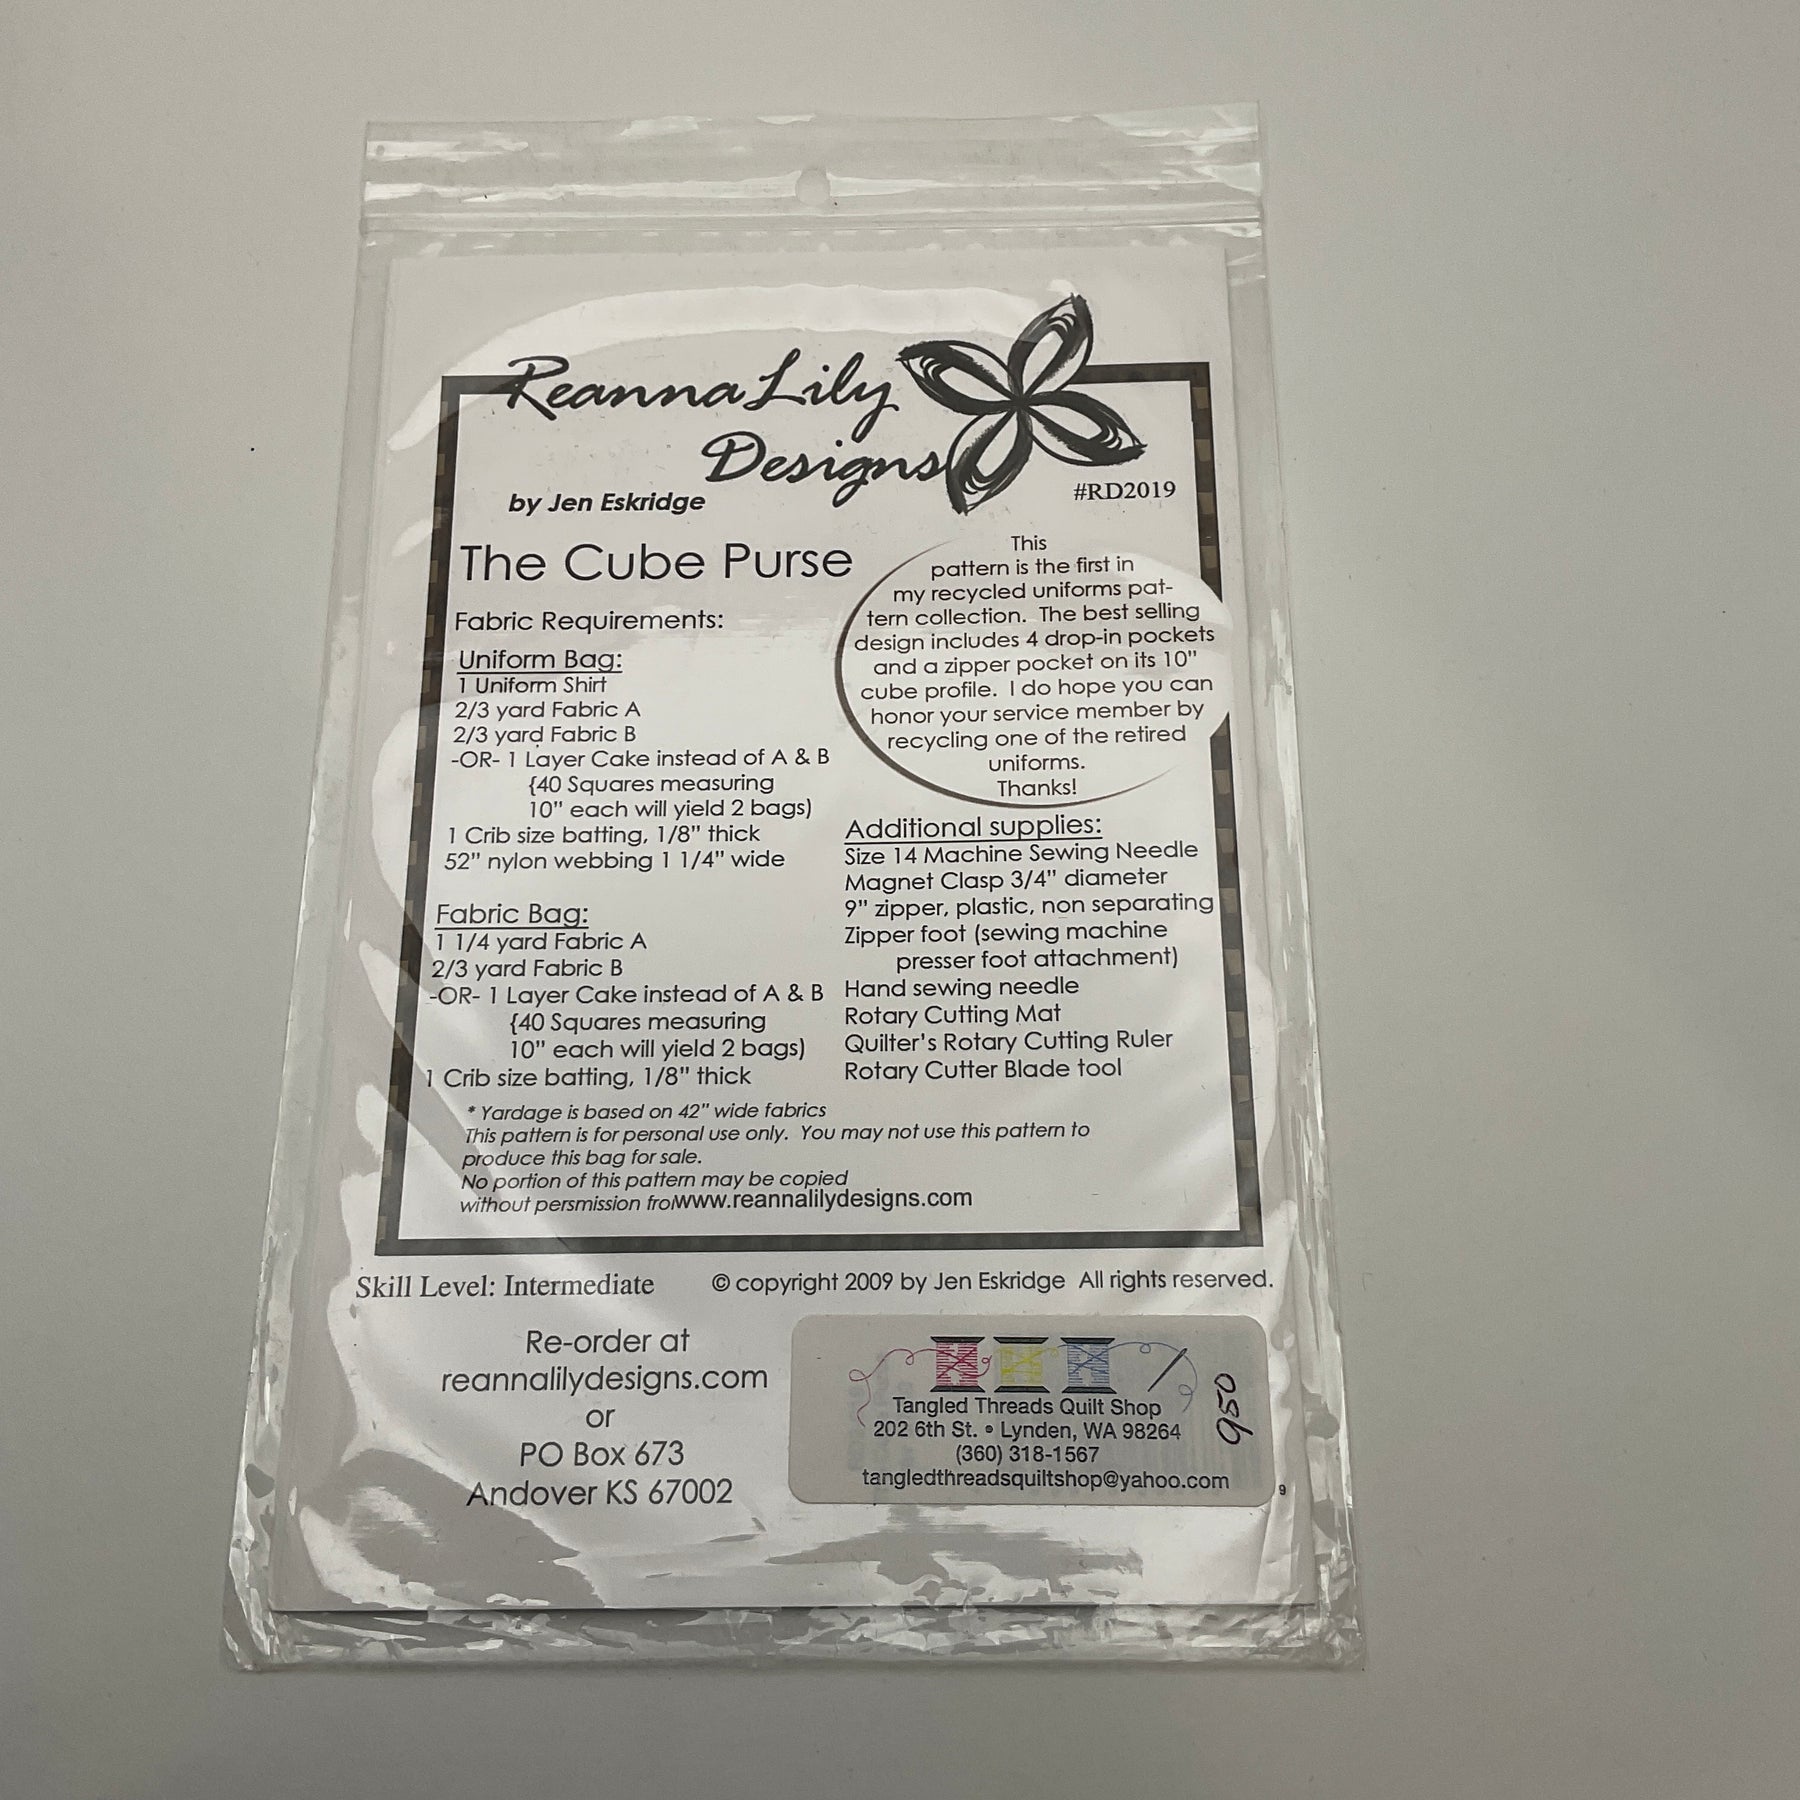 ReannaLily
Designs
by Jen Eskridge
#RD2019
The Cube Purse
This
pattern is the first in
my recycled uniforms pat-
tern collection. The best selling
design includes 4 drop-in pockets
and a zipper pocket on its 10"
cube profile. I do hope you can
honor your service member by
recycling one of the retired
uniforms.
Thanks!
Fabric Requirements:
Uniform Bag:
1 Uniform Shirt
2/3 yard Fabric A
2/3 yard Fabric B
-OR- 1 Layer Cake instead of A & B
{40 Squares measuring
10" each will yield 2 bags)
1 Crib size batting, 1/8" thick
52" nylon webbing 1 1/4" wide
Fabric Bag:
1 1/4 yard Fabric A
2/3 yard Fabric B
-OR- 1 Layer Cake instead of A & B
{40 Squares measuring
10" each will yield 2 bags)
1 Crib size batting, 1/8" thick
Additional supplies:
Size 14 Machine Sewing Needle
Magnet Clasp 3/4" diameter
9" zipper, plastic, non separating
Zipper foot (sewing machine
presser foot attachment)
Hand sewing needle
Rotary Cutting Mat
Quilter's Rotary Cutting Ruler
Rotary Cutter Blade tool
* Yardage is based on 42" wide fabrics
This pattern is for personal use only. You may not use this pattern to
produce this bag for sale.
No portion of this pattern may be copied
without persmission from www.reannalilydesigns.com
Skill Level: Intermediate
© copyright 2009 by Jen Eskridge All rights reserved.
Re-order at
reannalilydesigns.com
or
PO Box 673
Andover KS 67002
Tangled Threads Quilt Shop
202 6th St. • Lynden, WA 98264
(360) 318-1567
tangledthreadsquiltshop@yahoo.com
950
9